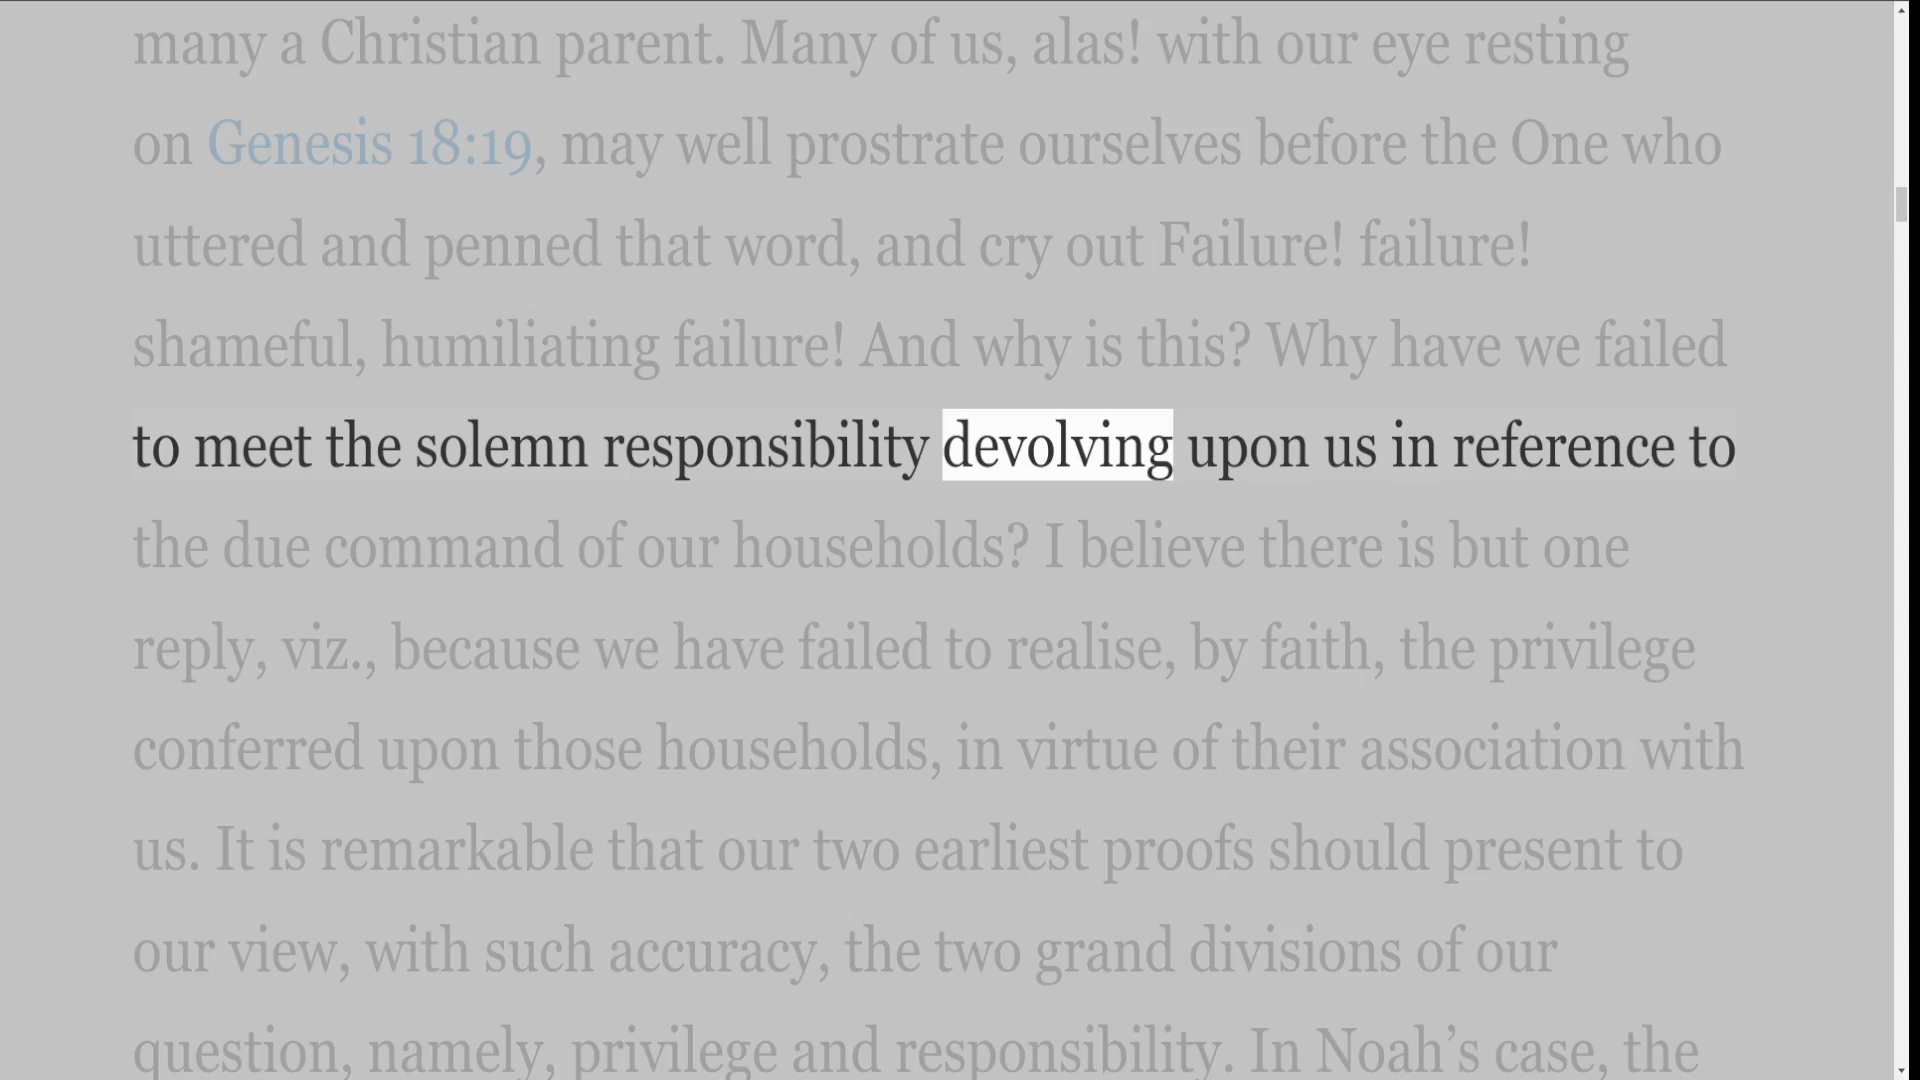 many a Christian parent. Many of us, alas! with our eye resting
on Genesis 18:19, may well prostrate ourselves before the One who
uttered and penned that word, and cry out Failure! failure!
shameful, humiliating failure! And why is this? Why have we failed
to meet the solemn responsibility devolving upon us in reference to
the due command of our households? I believe there is but one
reply, viz., because we have failed to realise, by faith, the privilege
conferred upon those households, in virtue of their association with
us. It is remarkable that our two earliest proofs should present to
our view, with such accuracy, the two grand divisions of our
question, namely, privilege and responsibility. In Noah’s case, the